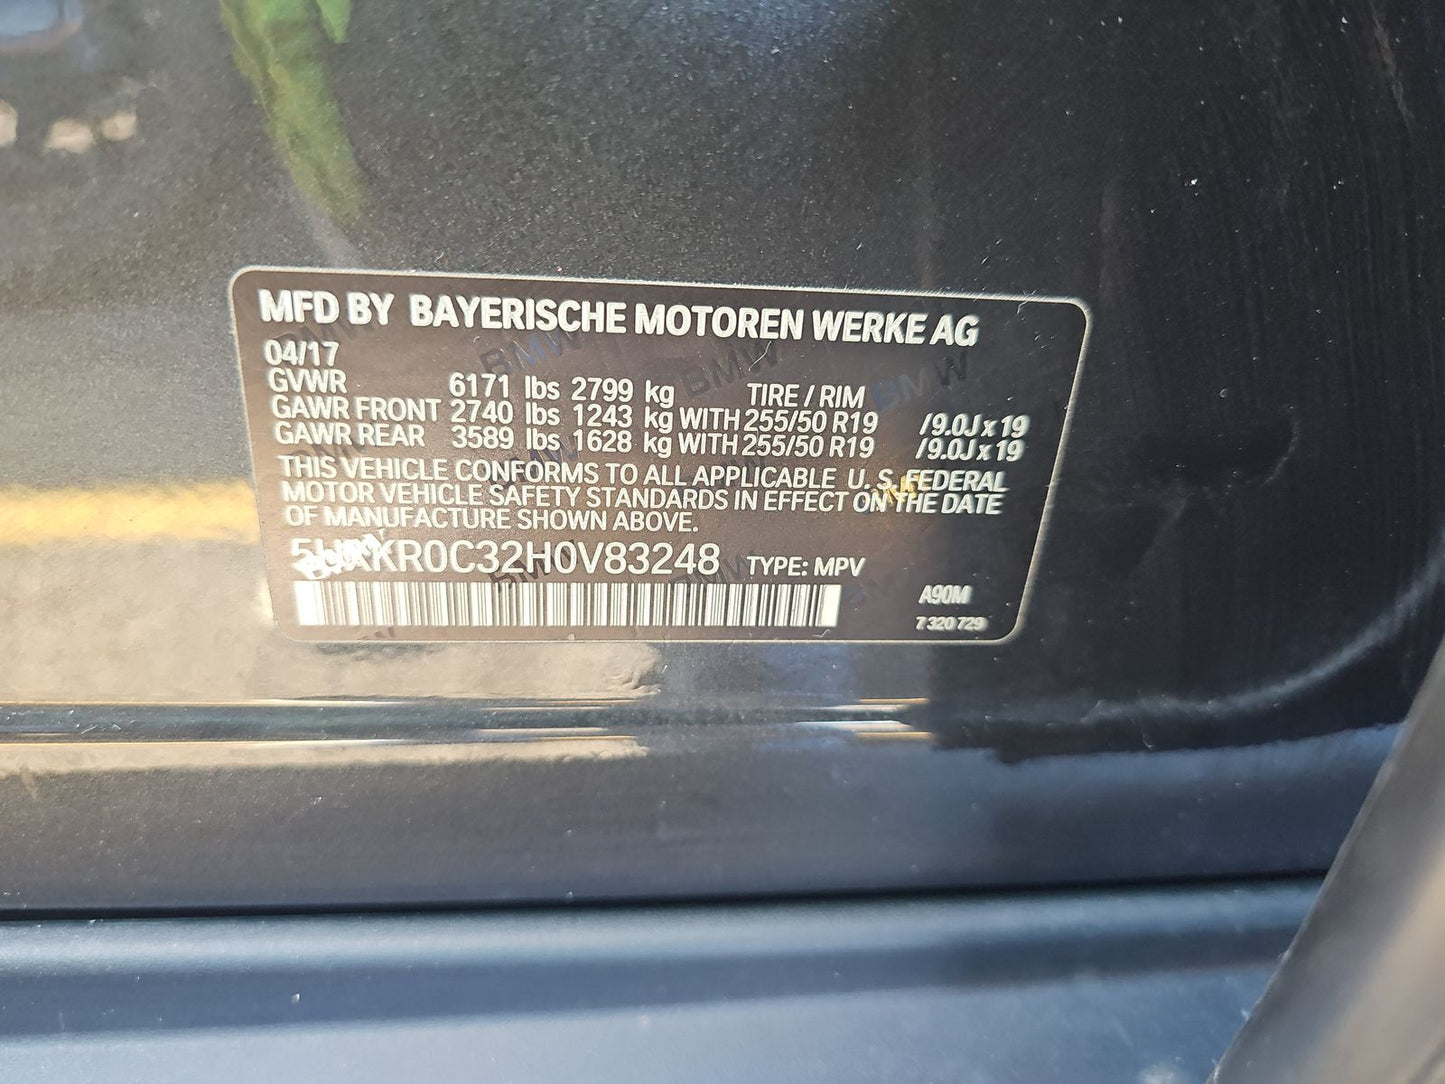 MFD BY BAYERISCHE MOTOREN WERKE AG
04/17
GVWR 6171 lbs 2799 kg TIRE / RIM
GAWR FRONT 2740 lbs 1243 kg WITH 255/50 R19 /9.0J x 19
GAWR REAR 3589 lbs 1628 kg WITH 255/50 R19 /9.0J x 19
THIS VEHICLE CONFORMS TO ALL APPLICABLE U.S. FEDERAL
MOTOR VEHICLE SAFETY STANDARDS IN EFFECT ON THE DATE
OF MANUFACTURE SHOWN ABOVE.
5UXKR0C32H0V83248 TYPE: MPV
A90M
7 320 729